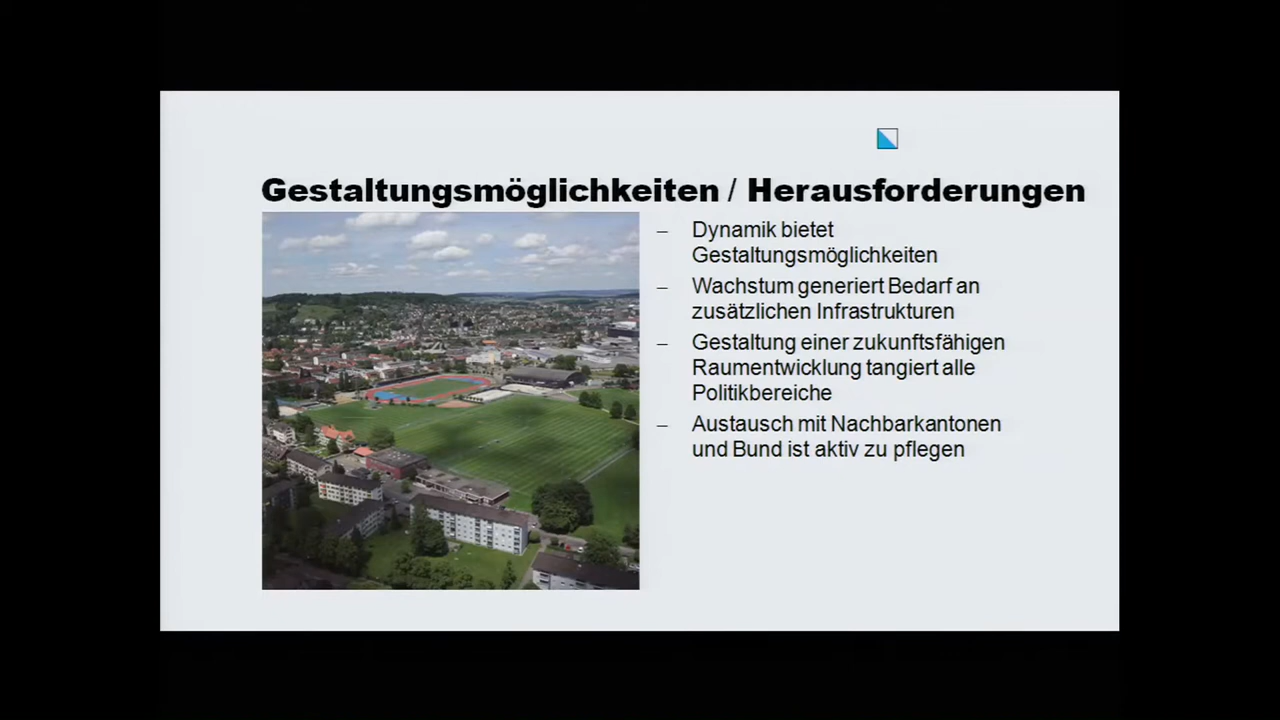 Gestaltungsmöglichkeiten / Herausforderungen
– Dynamik bietet
Gestaltungsmöglichkeiten
– Wachstum generiert Bedarf an
zusätzlichen Infrastrukturen
– Gestaltung einer zukunftsfähigen
Raumentwicklung tangiert alle
Politikbereiche
– Austausch mit Nachbarkantonen
und Bund ist aktiv zu pflegen